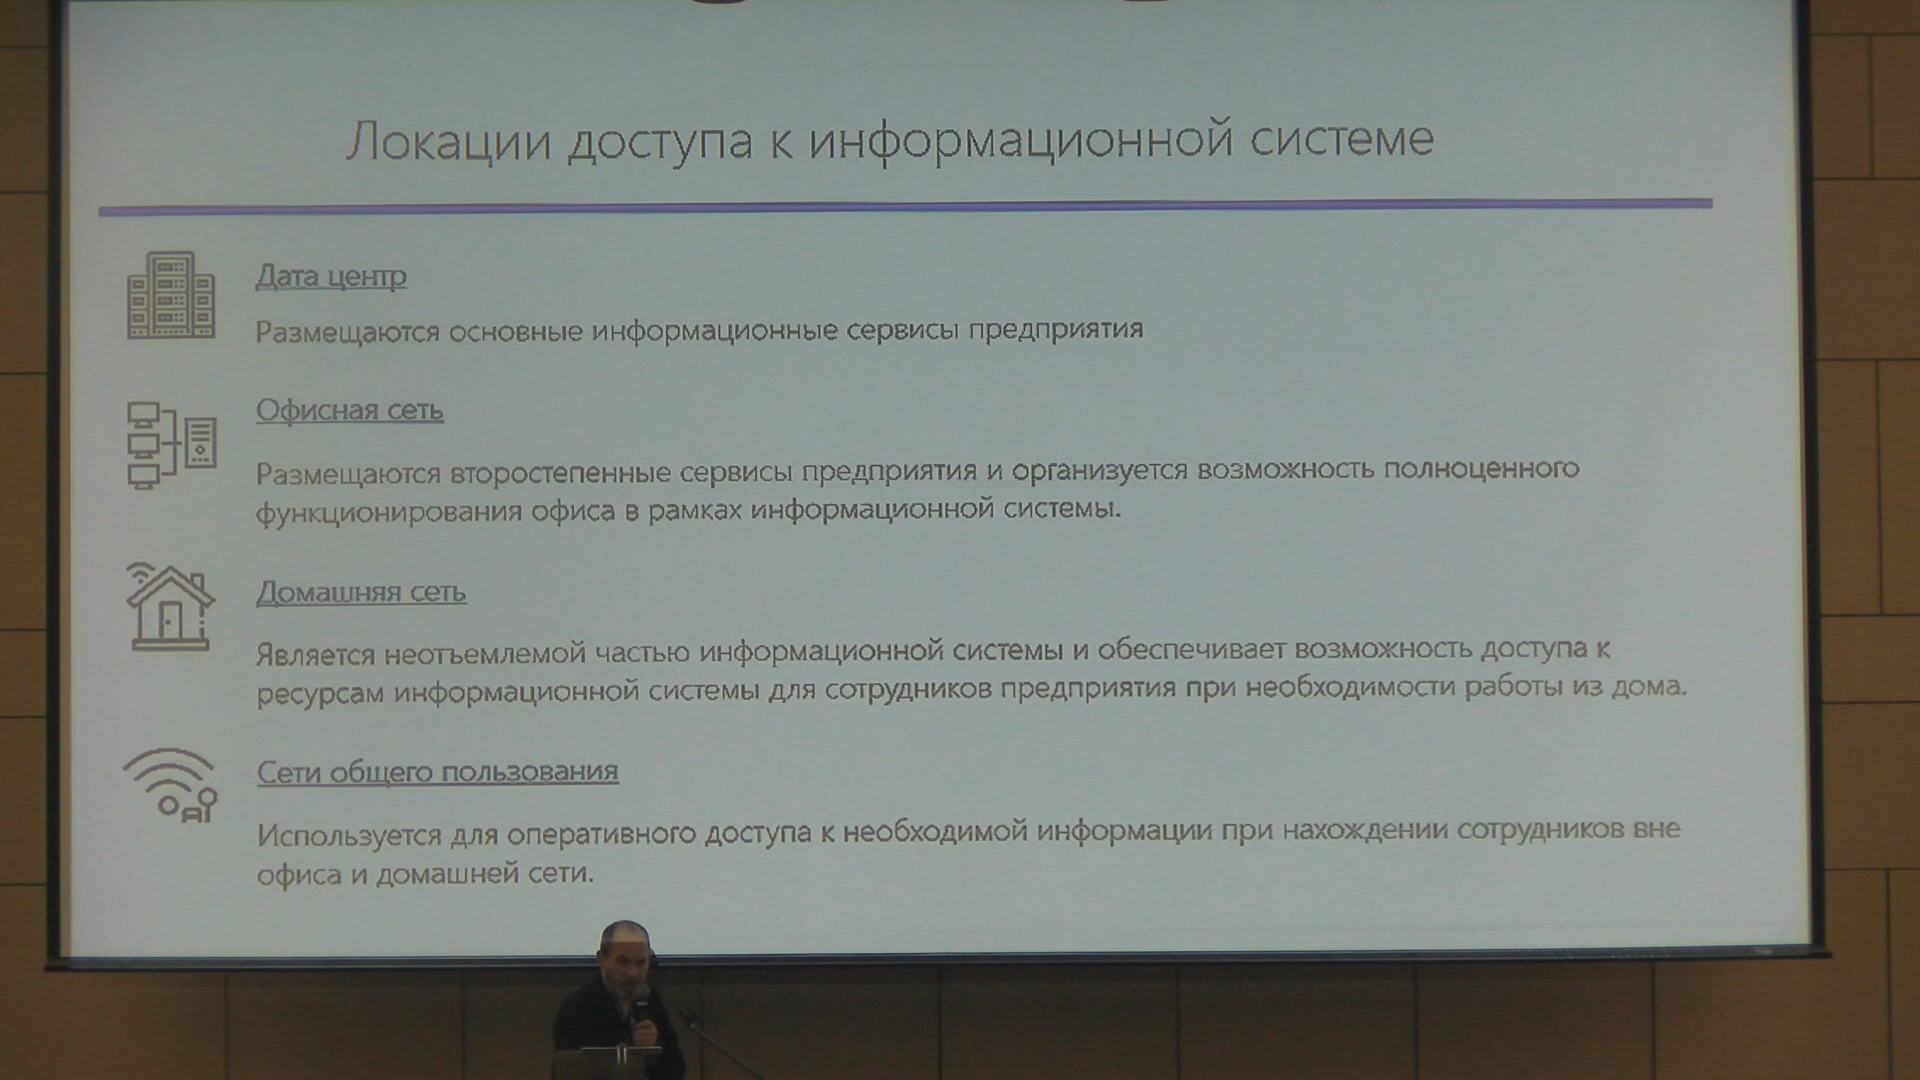 Локации доступа к информационной системе
Дата центр
Размещаются основные информационные сервисы предприятия
Офисная сеть
Размещаются второстепенные сервисы предприятия и организуется возможность полноценного
функционирования офиса в рамках информационной системы.
Домашняя сеть
Является неотъемлемой частью информационной системы и обеспечивает возможность доступа к
ресурсам информационной системы для сотрудников предприятия при необходимости работы из дома.
Сети общего пользования
Используется для оперативного доступа к необходимой информации при нахождении сотрудников вне
офиса и домашней сети.